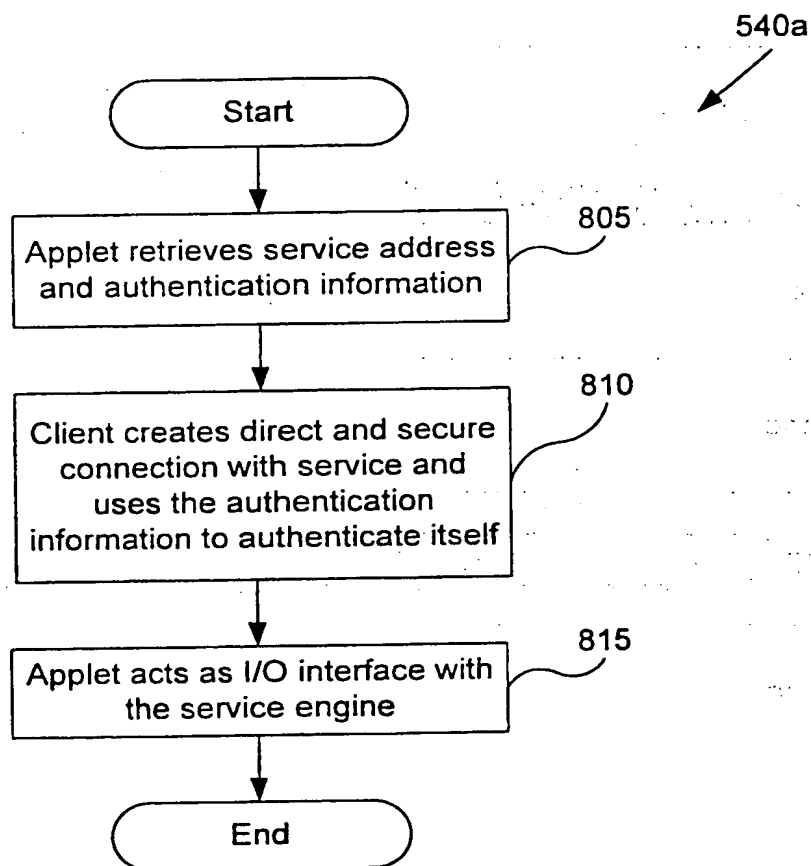 540a
Start
805
Applet retrieves service address
and authentication information
810
Client creates direct and secure
connection with service and
uses the authentication
information to authenticate itself
815
Applet acts as I/O interface with
the service engine
End